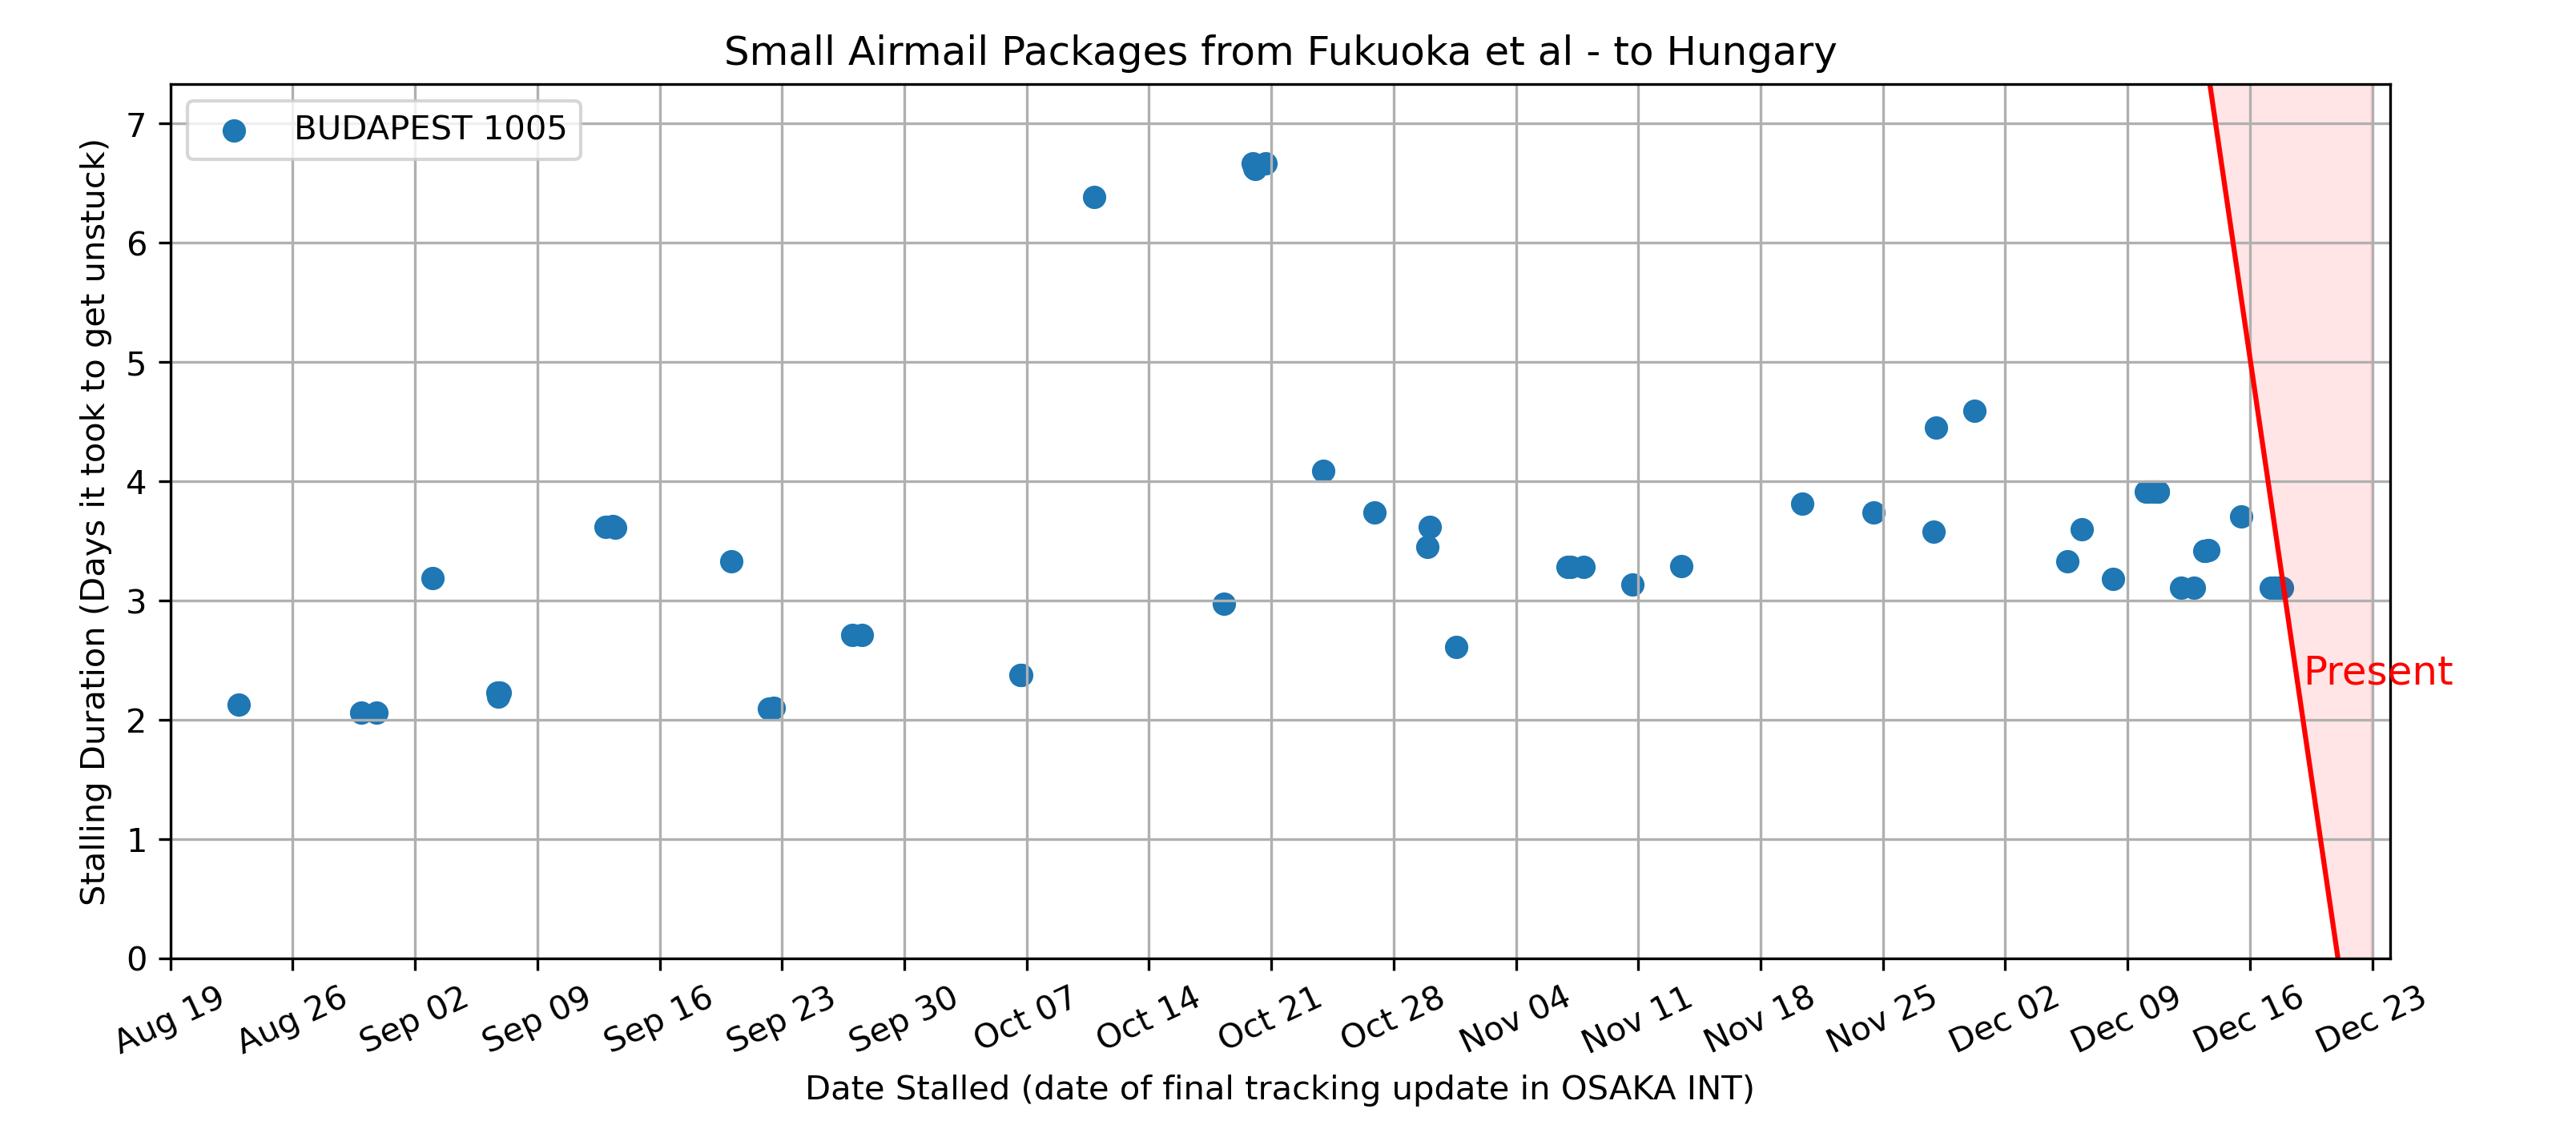 Small Airmail Packages from Fukuoka et al - to Hungary
BUDAPEST 1005
Stalling Duration (Days it took to get unstuck)
7
6
5
4
3
2
1
0
Present
Aug 19
Aug 26
Sep 02
Sep 09
Sep 16
Sep 23
Sep 30
Oct 07
Oct 14
Oct 21
Oct 28
Nov 04
Nov 11
Nov 18
Nov 25
Dec 02
Dec 09
Dec 16
Dec 23
Date Stalled (date of final tracking update in OSAKA INT)